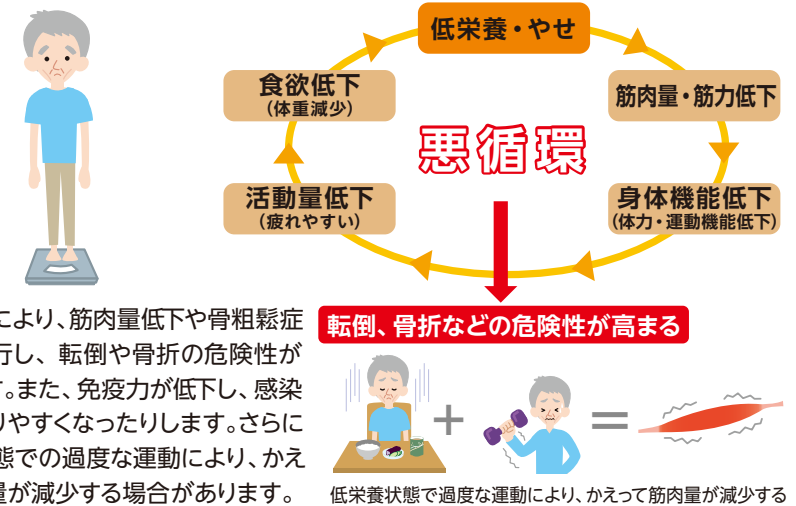 低栄養・やせ
食欲低下
(体重減少)
筋肉量・筋力低下
悪循環
活動量低下
(疲れやすい)
身体機能低下
(体力・運動機能低下)
により、筋肉量低下や骨粗鬆症
行し、転倒や骨折の危険性が
。また、免疫力が低下し、感染
りやすくなったりします。さらに
態での過度な運動により、かえ
量が減少する場合があります。
転倒、骨折などの危険性が高まる
+
=
低栄養状態で過度な運動により、かえって筋肉量が減少する